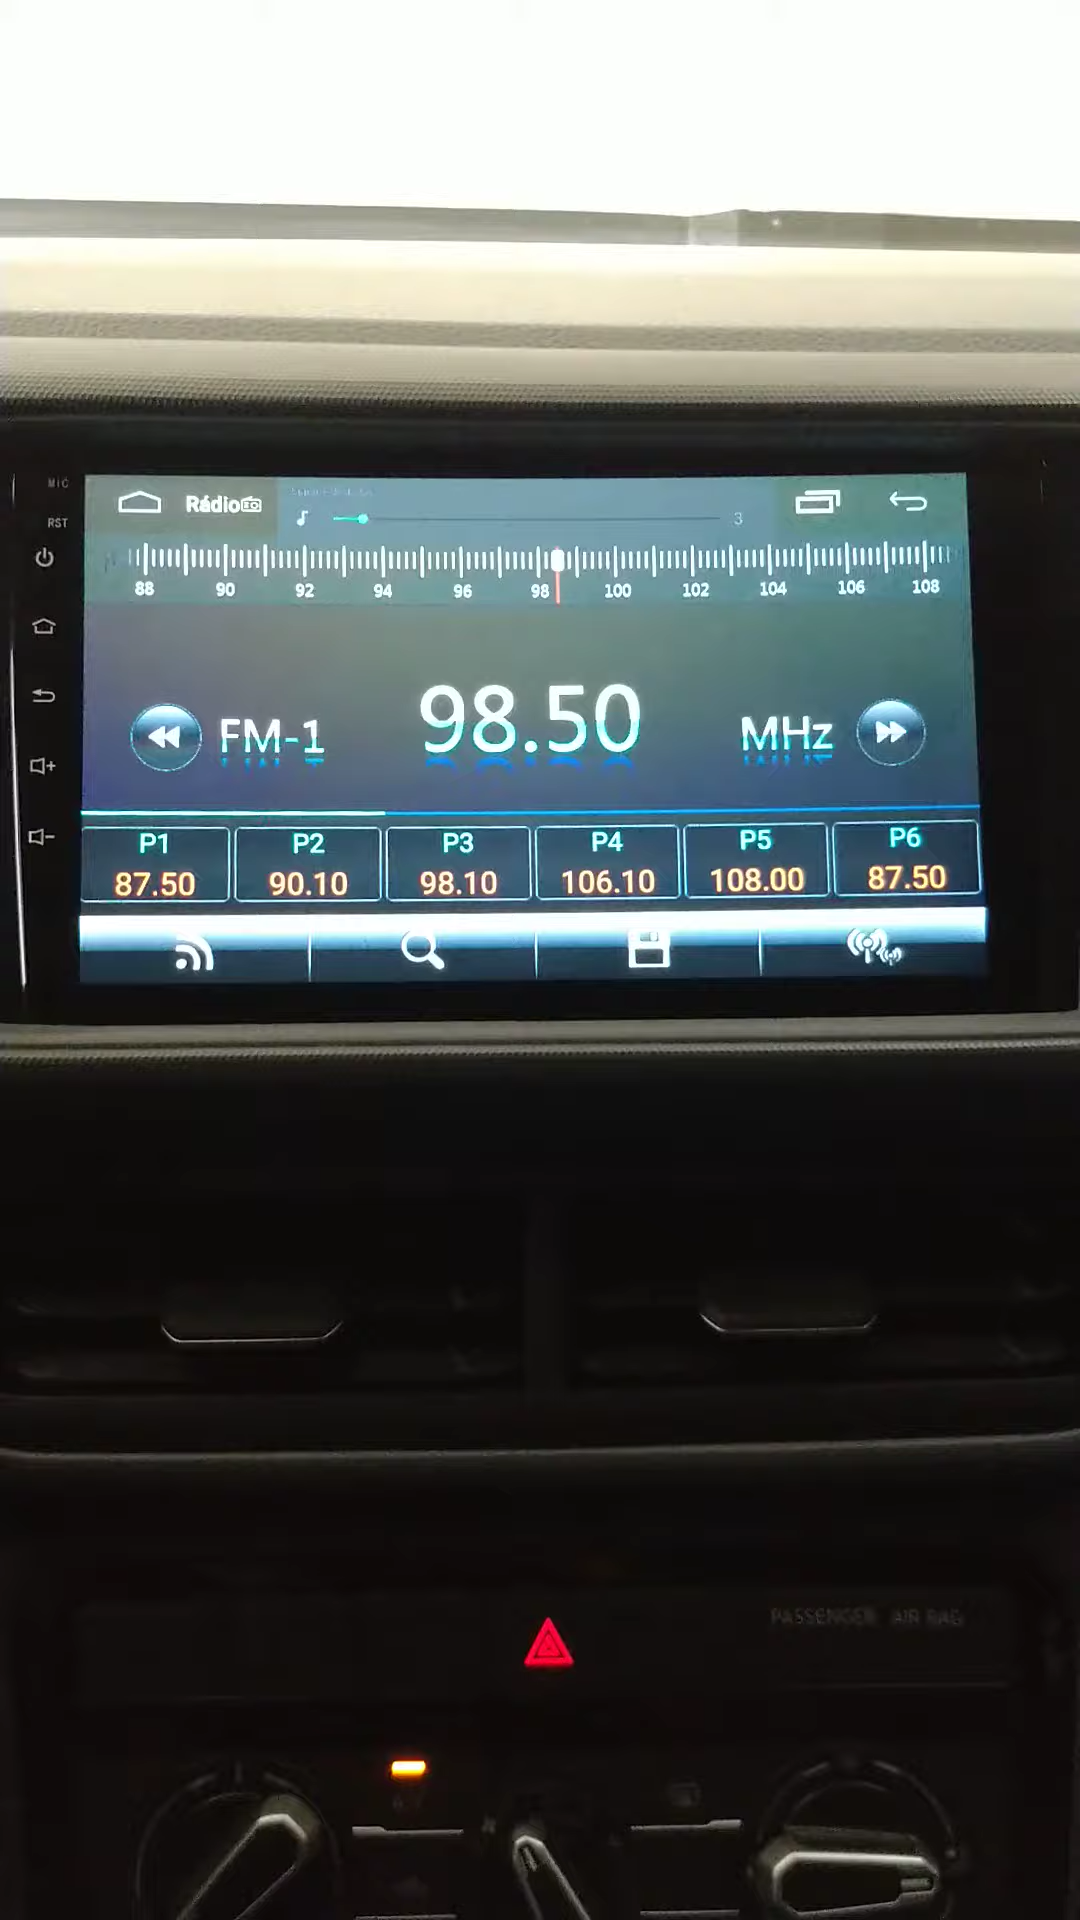 MIC
RST
Rádio
3
88 90 92 94 96 98 100 102 104 106 108
FM-1 98.50 MHz
P1 P2 P3 P4 P5 P6
87.50 90.10 98.10 106.10 108.00 87.50
PASSENGER AIR BAG